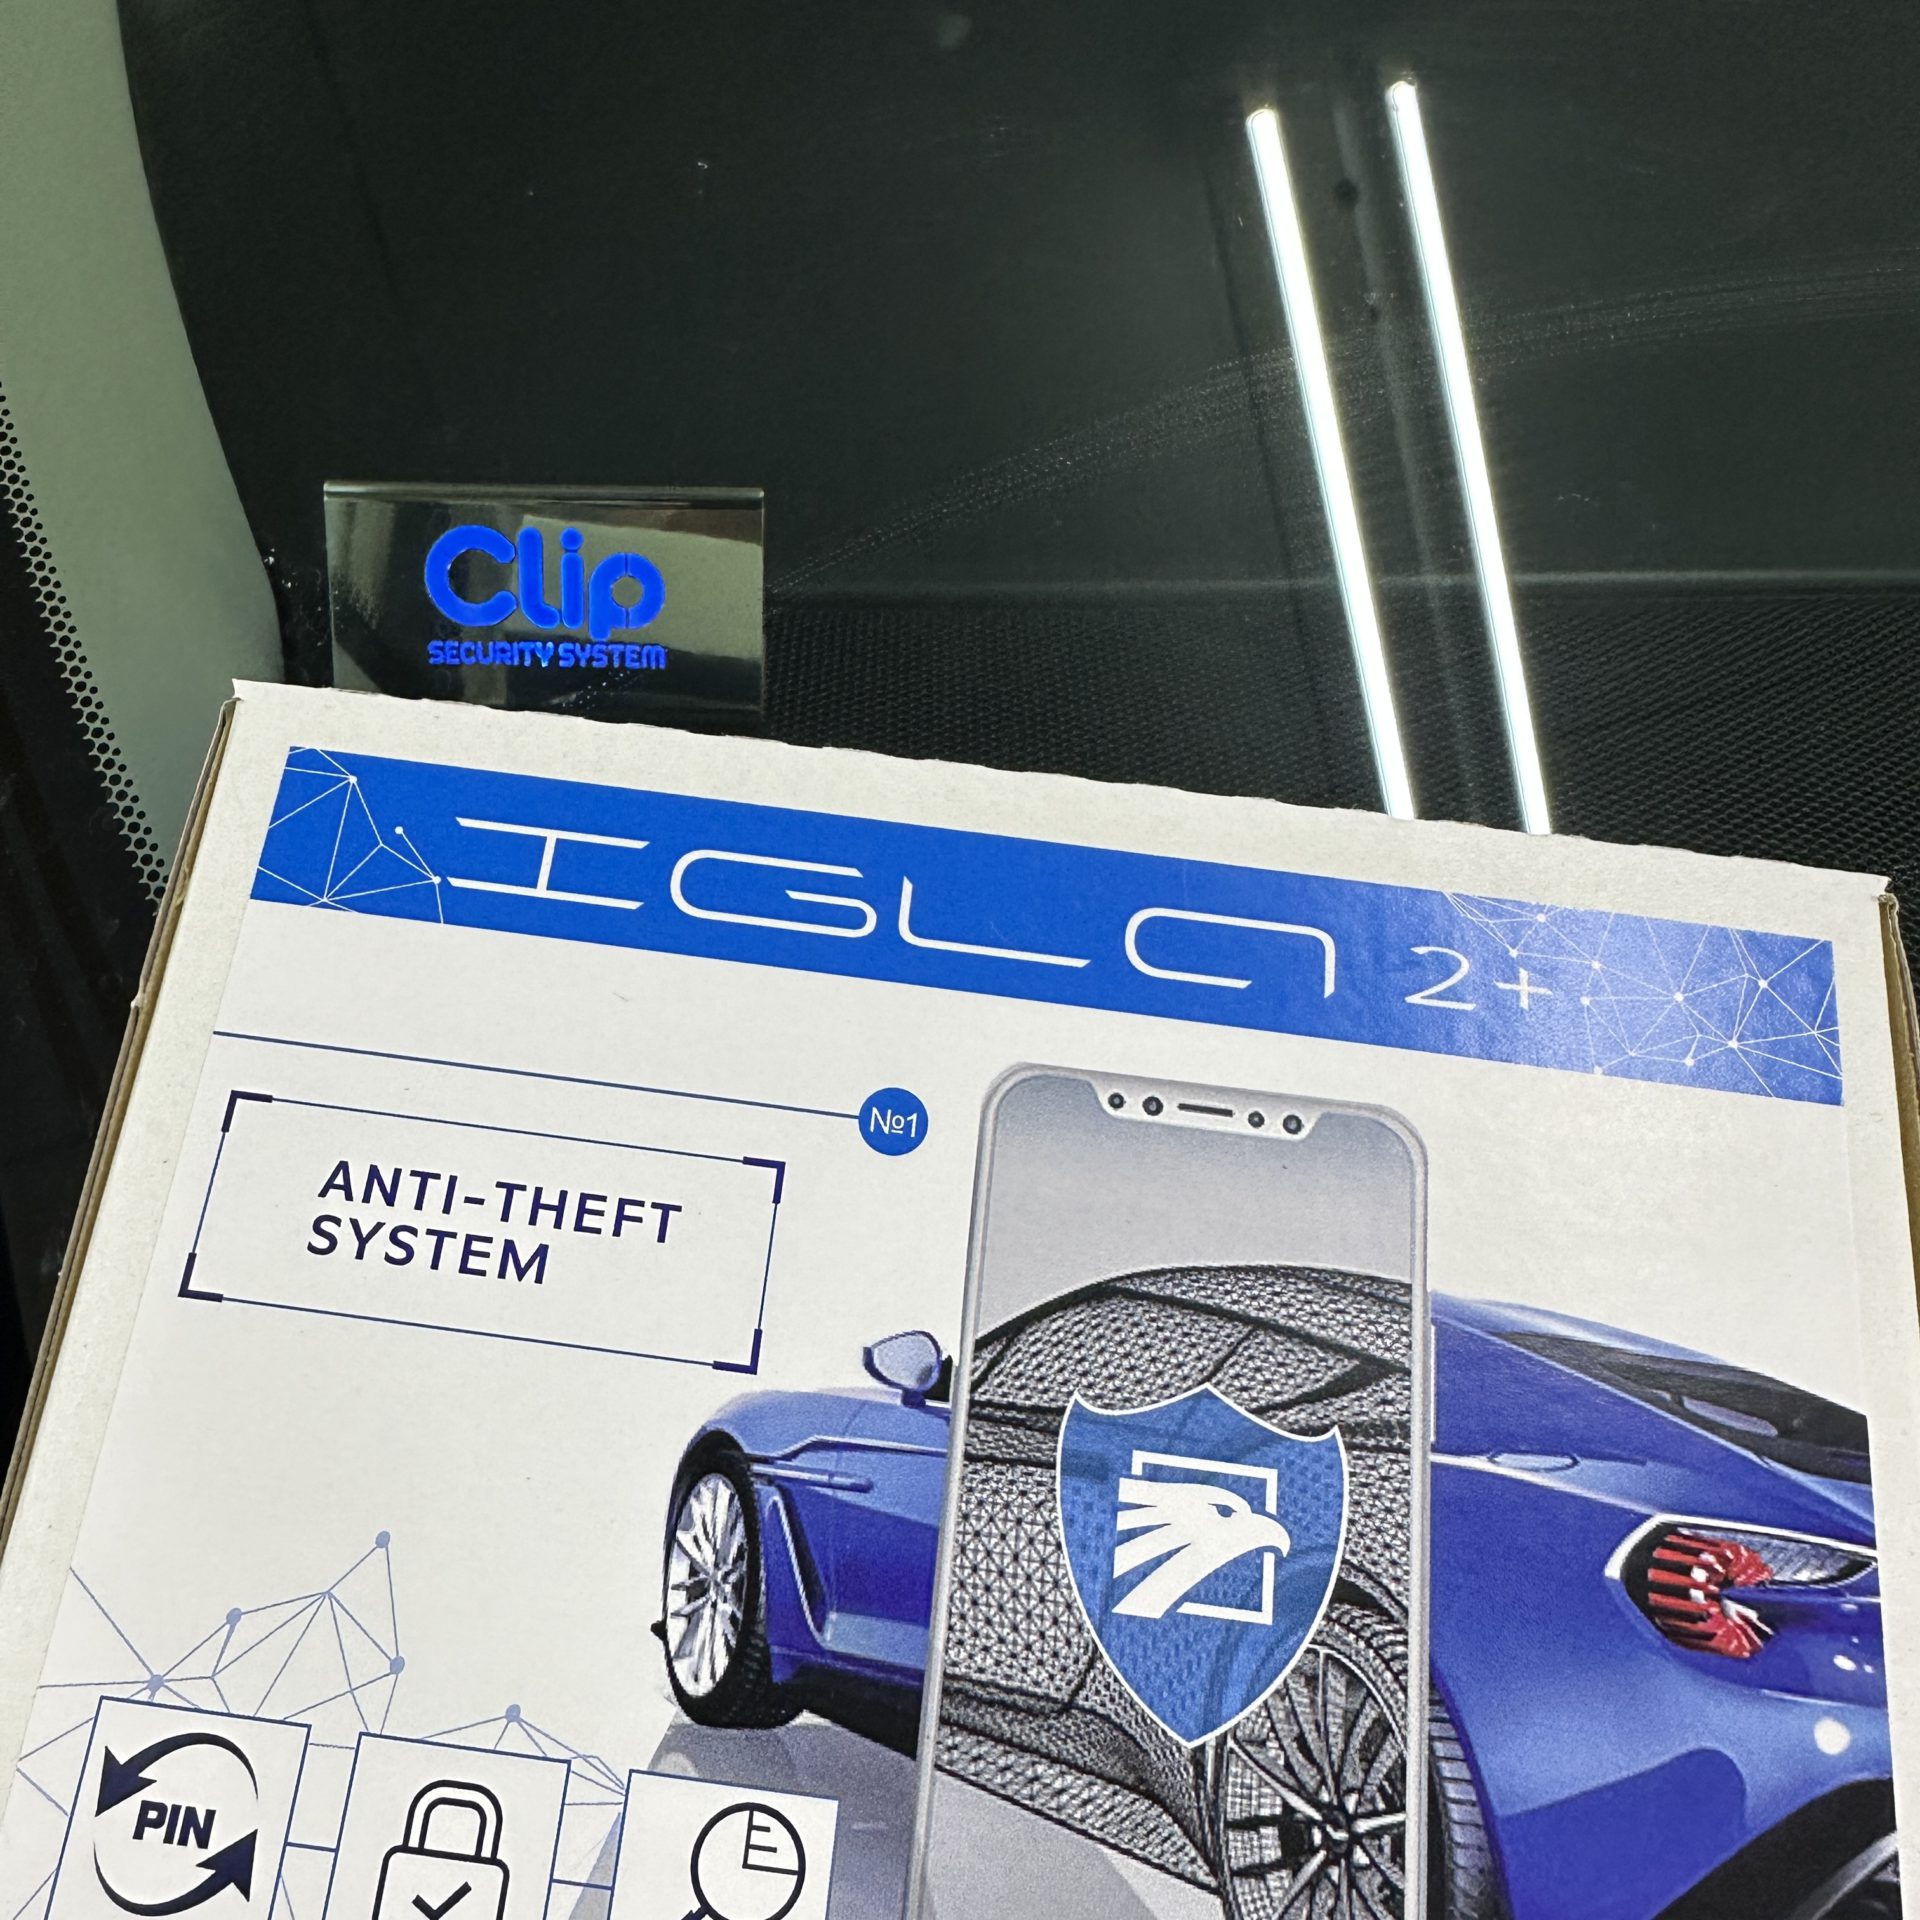 Clip
SECURITY SYSTEM
IGLA 2+
№1
ANTI-THEFT
SYSTEM
PIN